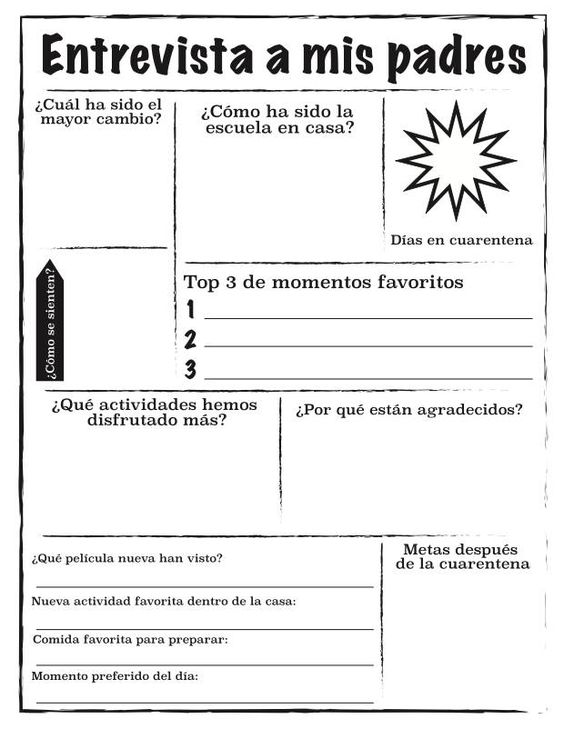 Entrevista a mis padres
¿Cuál ha sido el
mayor cambio?
¿Cómo ha sido la
escuela en casa?
Días en cuarentena
¿Cómo se sienten?
Top 3 de momentos favoritos
1
2
3
¿Qué actividades hemos
disfrutado más?
¿Por qué están agradecidos?
¿Qué película nueva han visto?
Nueva actividad favorita dentro de la casa:
Comida favorita para preparar:
Momento preferido del día:
Metas después
de la cuarentena